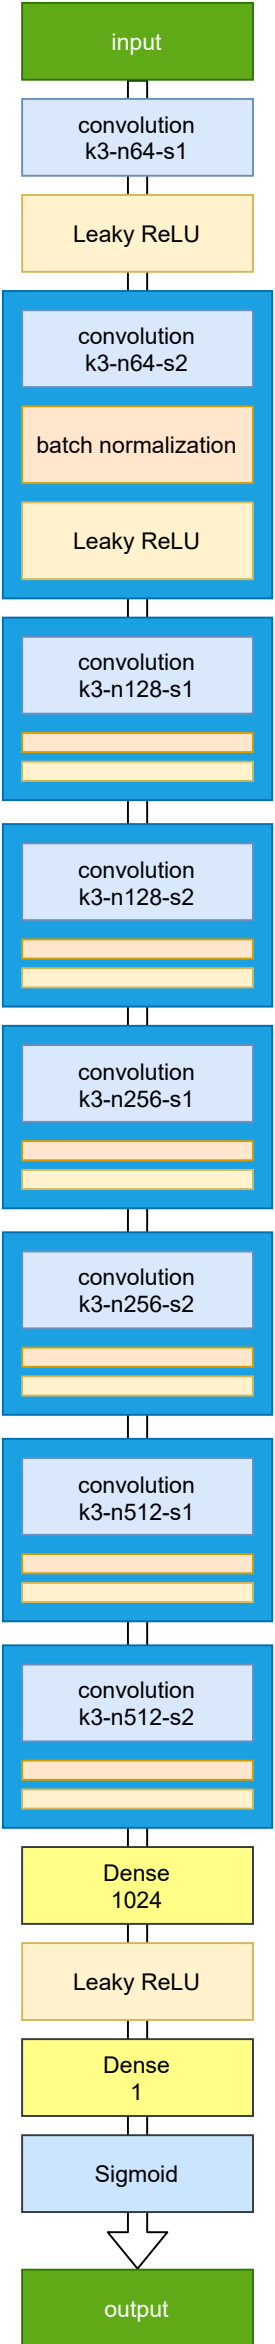 input
convolution
k3-n64-s1
Leaky ReLU
convolution
k3-n64-s2
batch normalization
Leaky ReLU
convolution
k3-n128-s1
convolution
k3-n128-s2
convolution
k3-n256-s1
convolution
k3-n256-s2
convolution
k3-n512-s1
convolution
k3-n512-s2
Dense
1024
Leaky ReLU
Dense
1
Sigmoid
output